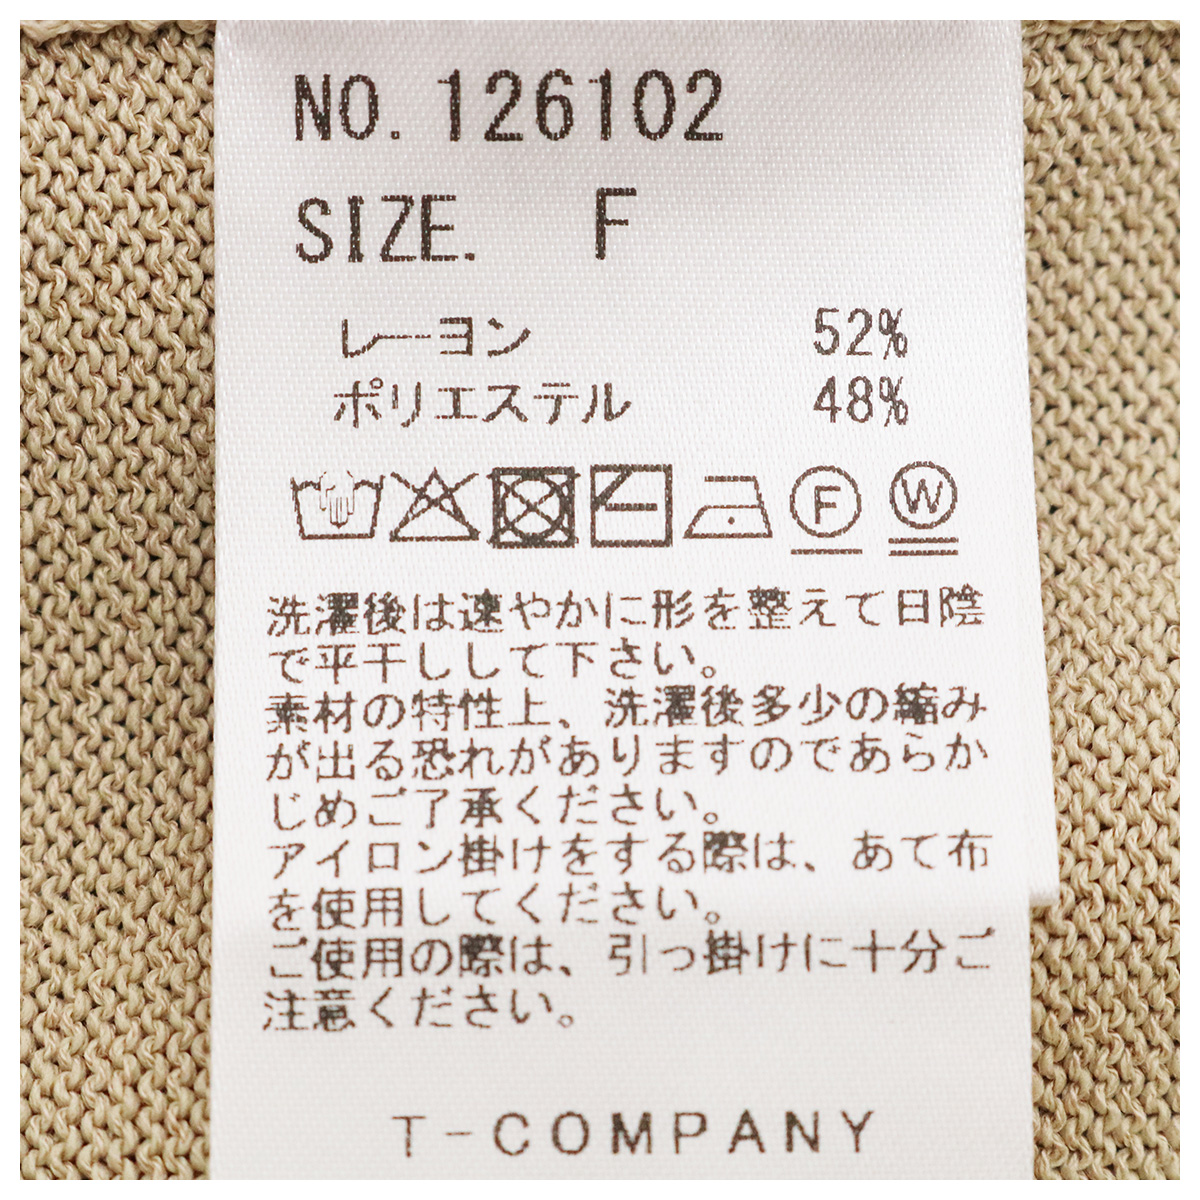 NO. 126102
SIZE. F
レーヨン 52%
ポリエステル 48%
F W
洗濯後は速やかに形を整えて日陰
で平干しして下さい。
素材の特性上、洗濯後多少の縮み
が出る恐れがありますのであらか
じめご了承ください。
アイロン掛けをする際は、あて布
を使用してください。
ご使用の際は、引っ掛けに十分ご
注意ください。
T-COMPANY